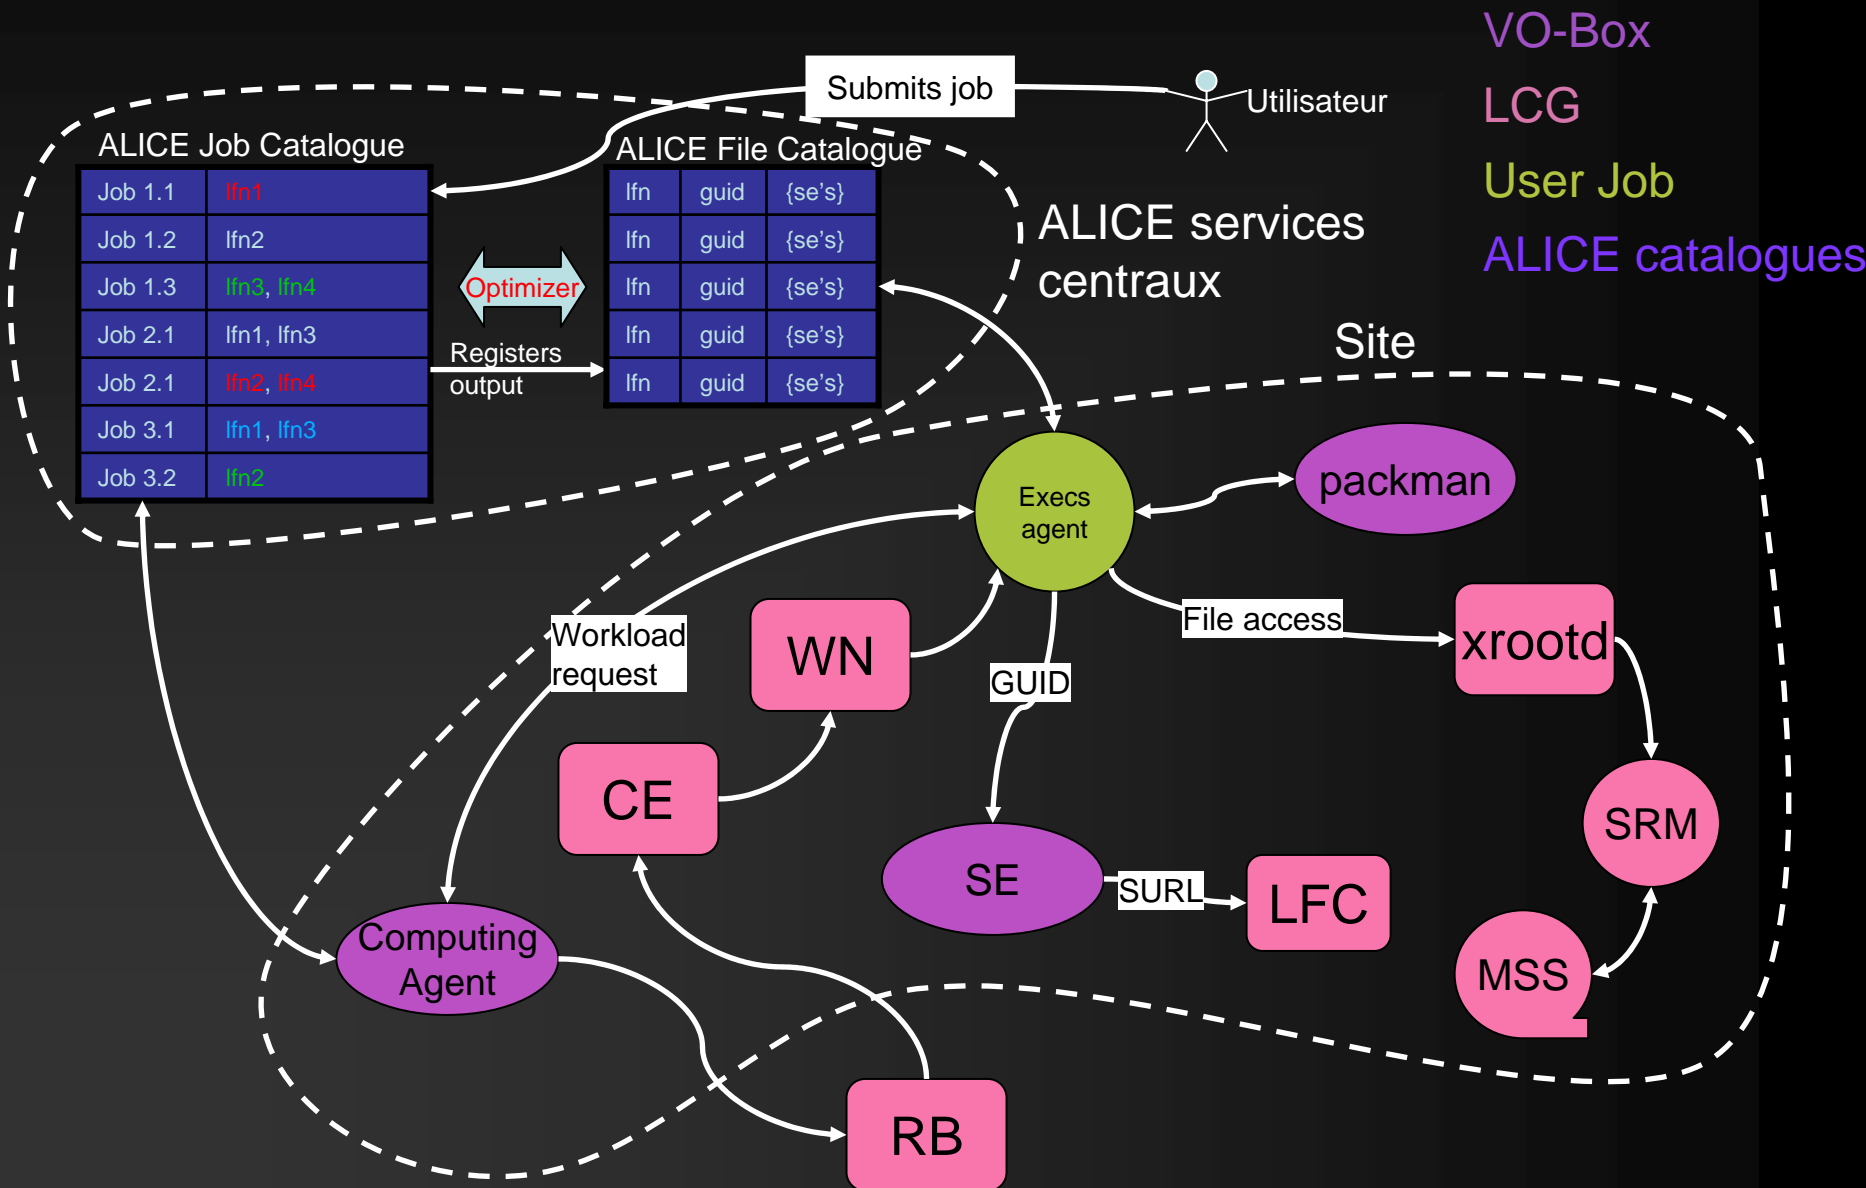 VO-Box
LCG
User Job
ALICE catalogues
Submits job
Utilisateur
ALICE Job Catalogue
Job 1.1 lfn1
Job 1.2 lfn2
Job 1.3 lfn3, lfn4
Job 2.1 lfn1, lfn3
Job 2.1 lfn2, lfn4
Job 3.1 lfn1, lfn3
Job 3.2 lfn2
Optimizer
Registers
output
ALICE File Catalogue
lfn guid {se's}
lfn guid {se's}
lfn guid {se's}
lfn guid {se's}
lfn guid {se's}
ALICE services
centraux
Site
Execs
agent
packman
Workload
request
WN
GUID
File access
xrootd
CE
SRM
SE
SURL
LFC
Computing
Agent
MSS
RB